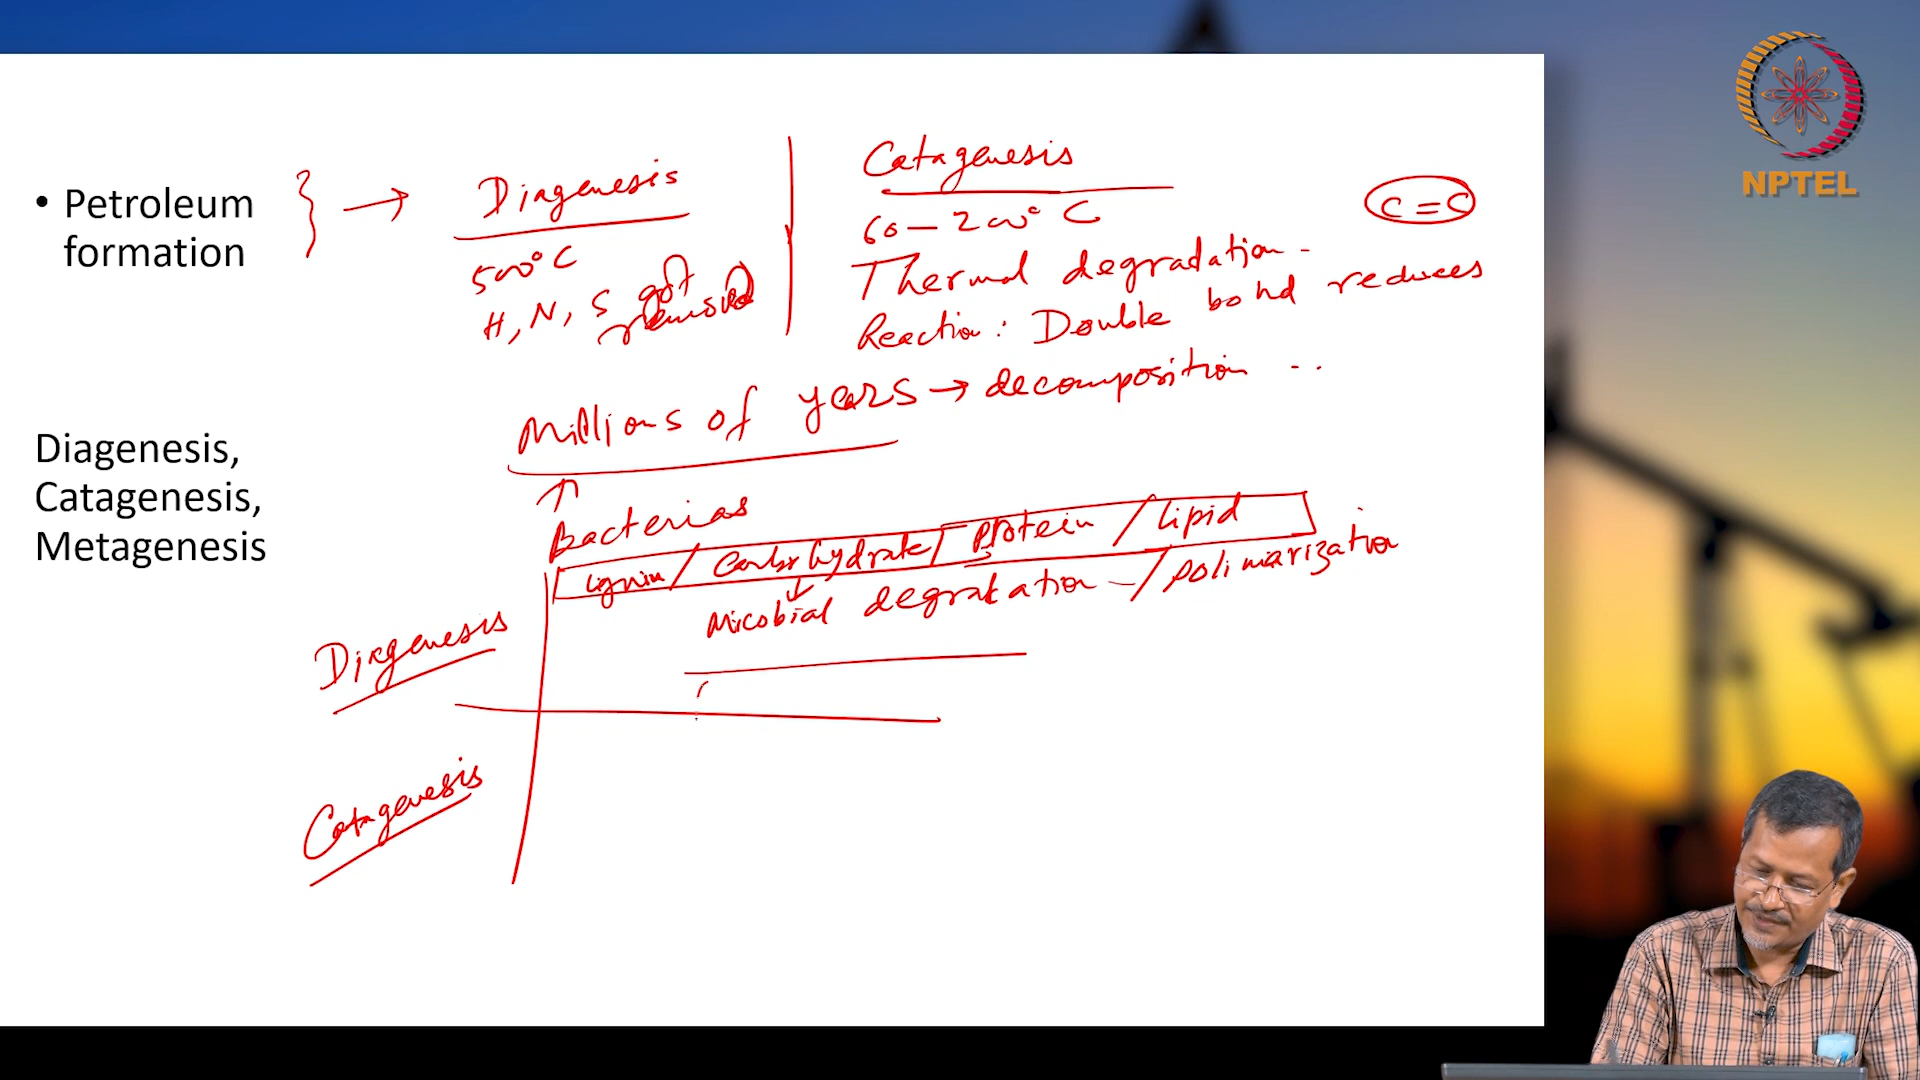 NPTEL
• Petroleum formation
Diagenesis
500°C
H, N, S got removed
Catagenesis
60 – 200° C
C = C
Thermal degradation.
Reaction: Double bond reduces
Millions of years → decomposition ..
Diagenesis,
Catagenesis,
Metagenesis
Bacterias
lignin / Carbohydrate / Protein / Lipid
Micobial degradation – / polimarization
Diagenesis
Catagenesis